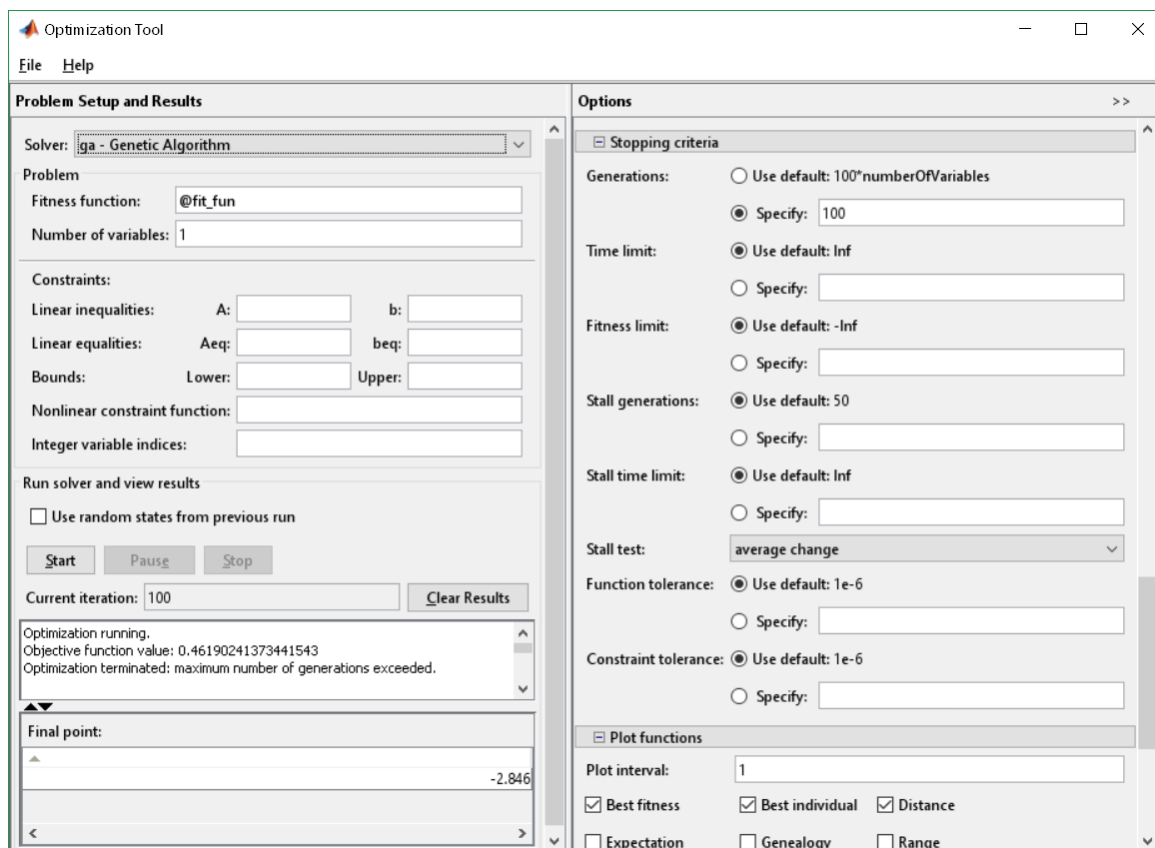 Optimization Tool
File Help
Problem Setup and Results
Solver: ga - Genetic Algorithm
Problem
Fitness function: @fit_fun
Number of variables: 1
Constraints:
Linear inequalities: A: b:
Linear equalities: Aeq: beq:
Bounds: Lower: Upper:
Nonlinear constraint function:
Integer variable indices:
Run solver and view results
Use random states from previous run
Start Pause Stop
Current iteration: 100 Clear Results
Optimization running.
Objective function value: 0.46190241373441543
Optimization terminated: maximum number of generations exceeded.
Final point:
-2.846
Options >>
Stopping criteria
Generations: Use default: 100*numberOfVariables
Specify: 100
Time limit: Use default: Inf
Specify:
Fitness limit: Use default: -Inf
Specify:
Stall generations: Use default: 50
Specify:
Stall time limit: Use default: Inf
Specify:
Stall test: average change
Function tolerance: Use default: 1e-6
Specify:
Constraint tolerance: Use default: 1e-6
Specify:
Plot functions
Plot interval: 1
Best fitness Best individual Distance
Expectation Genealogy Range